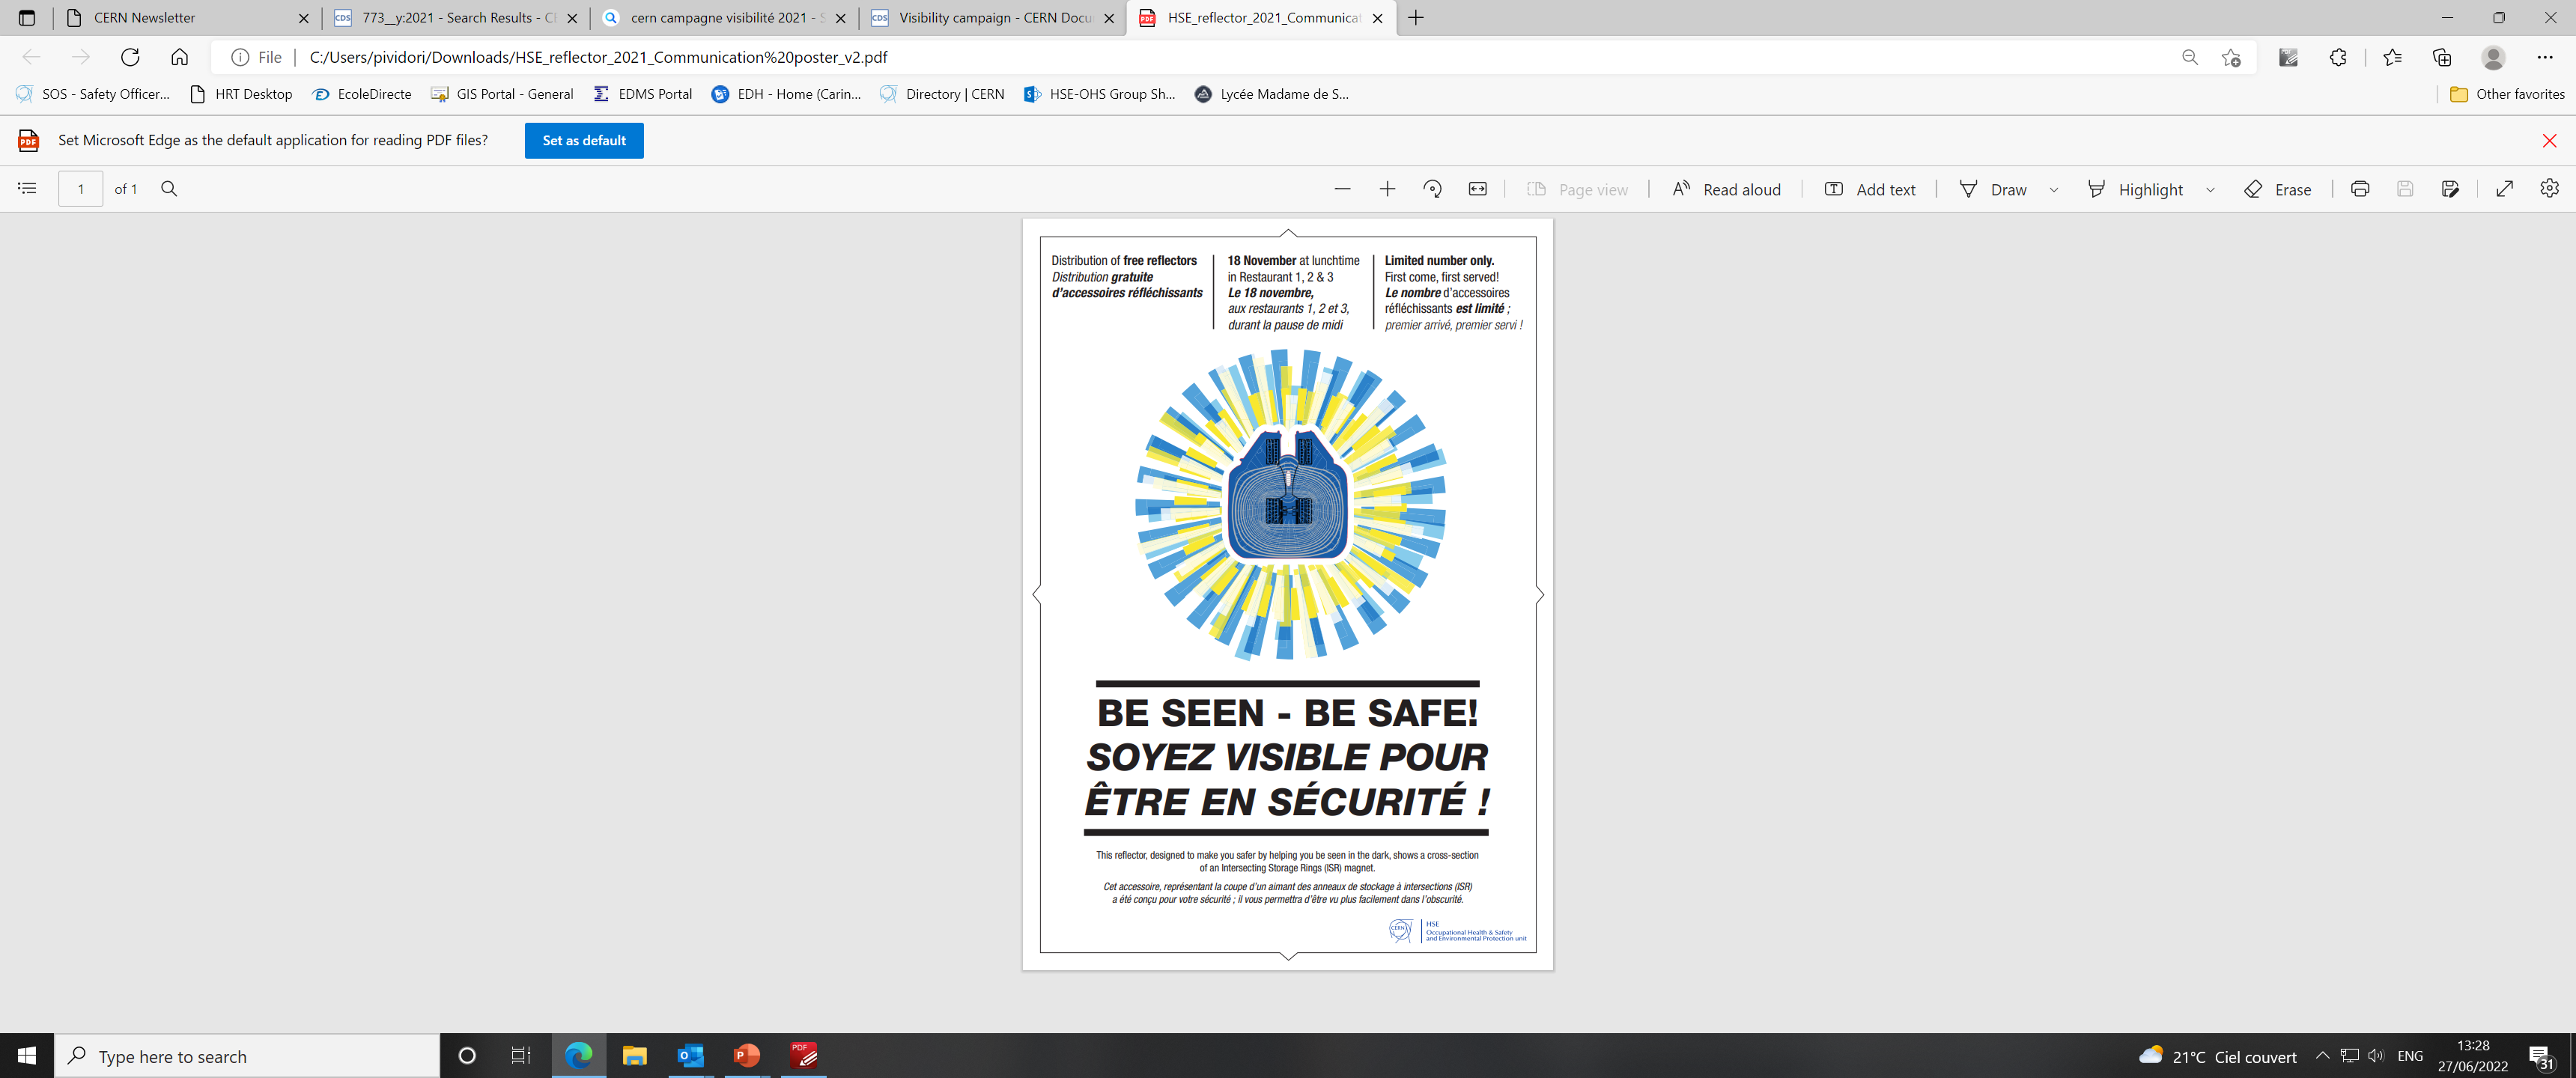 CERN Newsletter
773__y:2021 - Search Results - CE
cern campagne visibilité 2021 - S
Visibility campaign - CERN Docu
HSE_reflector_2021_Communicat
File
C:/Users/pividori/Downloads/HSE_reflector_2021_Communication%20poster_v2.pdf
SOS - Safety Officer...
HRT Desktop
EcoleDirecte
GIS Portal - General
EDMS Portal
EDH - Home (Carin...
Directory | CERN
HSE-OHS Group Sh...
Lycée Madame de S...
Other favorites
Set Microsoft Edge as the default application for reading PDF files?
Set as default
1 of 1
Page view
Read aloud
Add text
Draw
Highlight
Erase
Distribution of free reflectors
Distribution gratuite
d'accessoires réfléchissants
18 November at lunchtime
in Restaurant 1, 2 & 3
Le 18 novembre,
aux restaurants 1, 2 et 3,
durant la pause de midi
Limited number only.
First come, first served!
Le nombre d'accessoires
réfléchissants est limité ;
premier arrivé, premier servi !
BE SEEN - BE SAFE!
SOYEZ VISIBLE POUR
ÊTRE EN SÉCURITÉ !
This reflector, designed to make you safer by helping you be seen in the dark, shows a cross-section
of an Intersecting Storage Rings (ISR) magnet.
Cet accessoire, représentant la coupe d'un aimant des anneaux de stockage à intersections (ISR)
a été conçu pour votre sécurité ; il vous permettra d'être vu plus facilement dans l'obscurité.
CERN
HSE
Occupational Health & Safety
and Environmental Protection unit
Type here to search
21°C Ciel couvert
ENG
13:28
27/06/2022
31